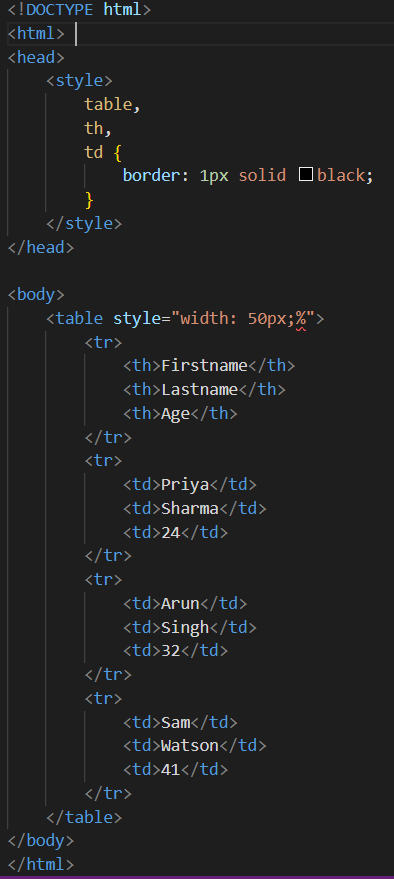 <!DOCTYPE html>
<html>
<head>
    <style>
        table,
        th,
        td {
            border: 1px solid black;
        }
    </style>
</head>

<body>
    <table style="width: 50px;%">
        <tr>
            <th>Firstname</th>
            <th>Lastname</th>
            <th>Age</th>
        </tr>
        <tr>
            <td>Priya</td>
            <td>Sharma</td>
            <td>24</td>
        </tr>
        <tr>
            <td>Arun</td>
            <td>Singh</td>
            <td>32</td>
        </tr>
        <tr>
            <td>Sam</td>
            <td>Watson</td>
            <td>41</td>
        </tr>
    </table>
</body>
</html>